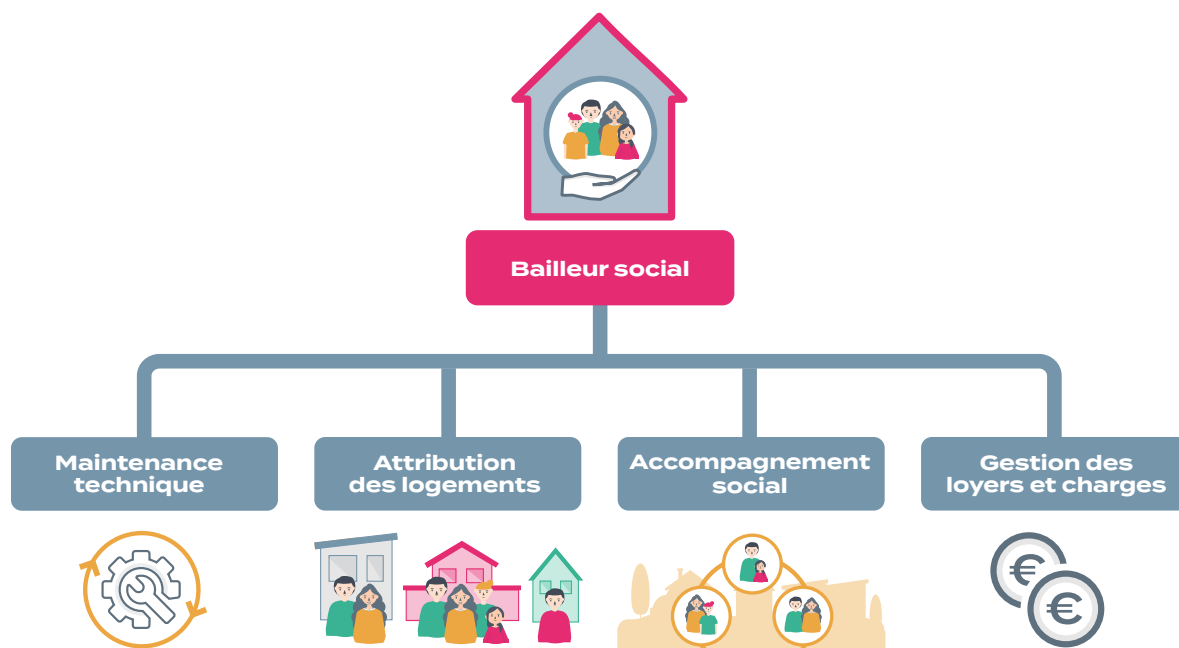 Bailleur social
Maintenance
technique
Attribution
des logements
Accompagnement
social
Gestion des
loyers et charges
€
€